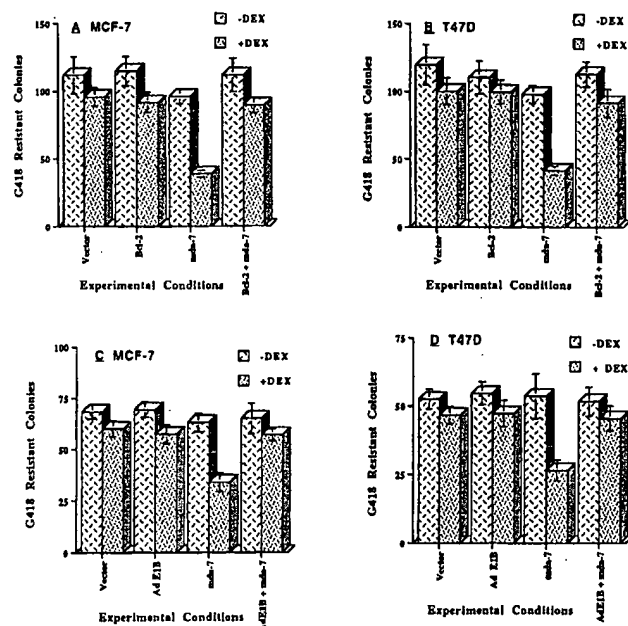 A MCF-7
-DEX
+DEX
150
100
50
0
G418 Resistant Colonies
Vector
Bcl-2
mda-7
Bcl-2 + mda-7
Experimental Conditions
B T47D
-DEX
+DEX
150
100
50
0
G418 Resistant Colonies
Vector
Bcl-2
mda-7
Bcl-2 + mda-7
Experimental Conditions
C MCF-7
-DEX
+DEX
100
75
50
25
0
G418 Resistant Colonies
Vector
Ad E1B
mda-7
AdE1B + mda-7
Experimental Conditions
D T47D
-DEX
+ DEX
75
50
25
0
G418 Resistant Colonies
Vector
Ad E1B
mda-7
AdE1B + mda-7
Experimental Conditions